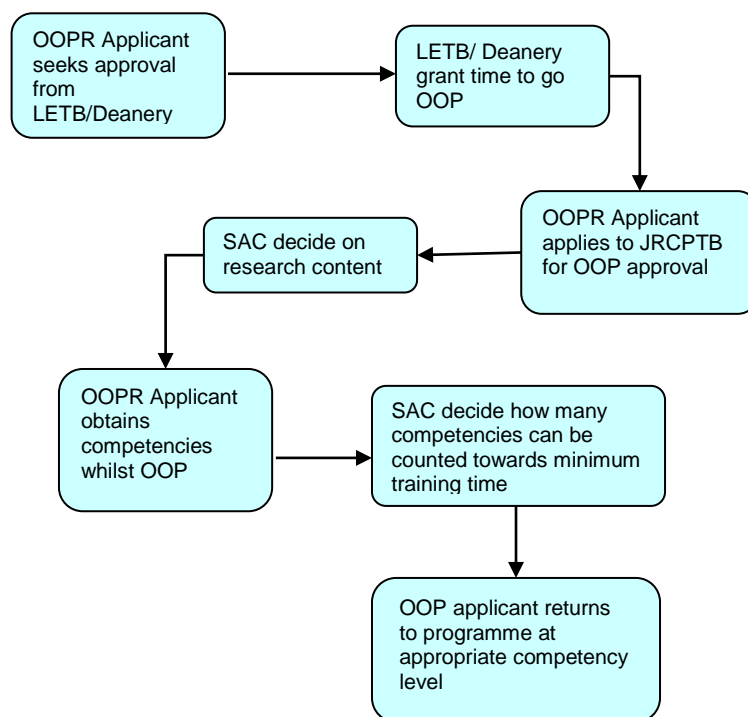 OOPR Applicant
seeks approval
from
LETB/Deanery
LETB/ Deanery
grant time to go
OOP
OOPR Applicant
applies to JRCPTB
for OOP approval
SAC decide on
research content
OOPR Applicant
obtains
competencies
whilst OOP
SAC decide how many
competencies can be
counted towards minimum
training time
OOP applicant returns
to programme at
appropriate competency
level